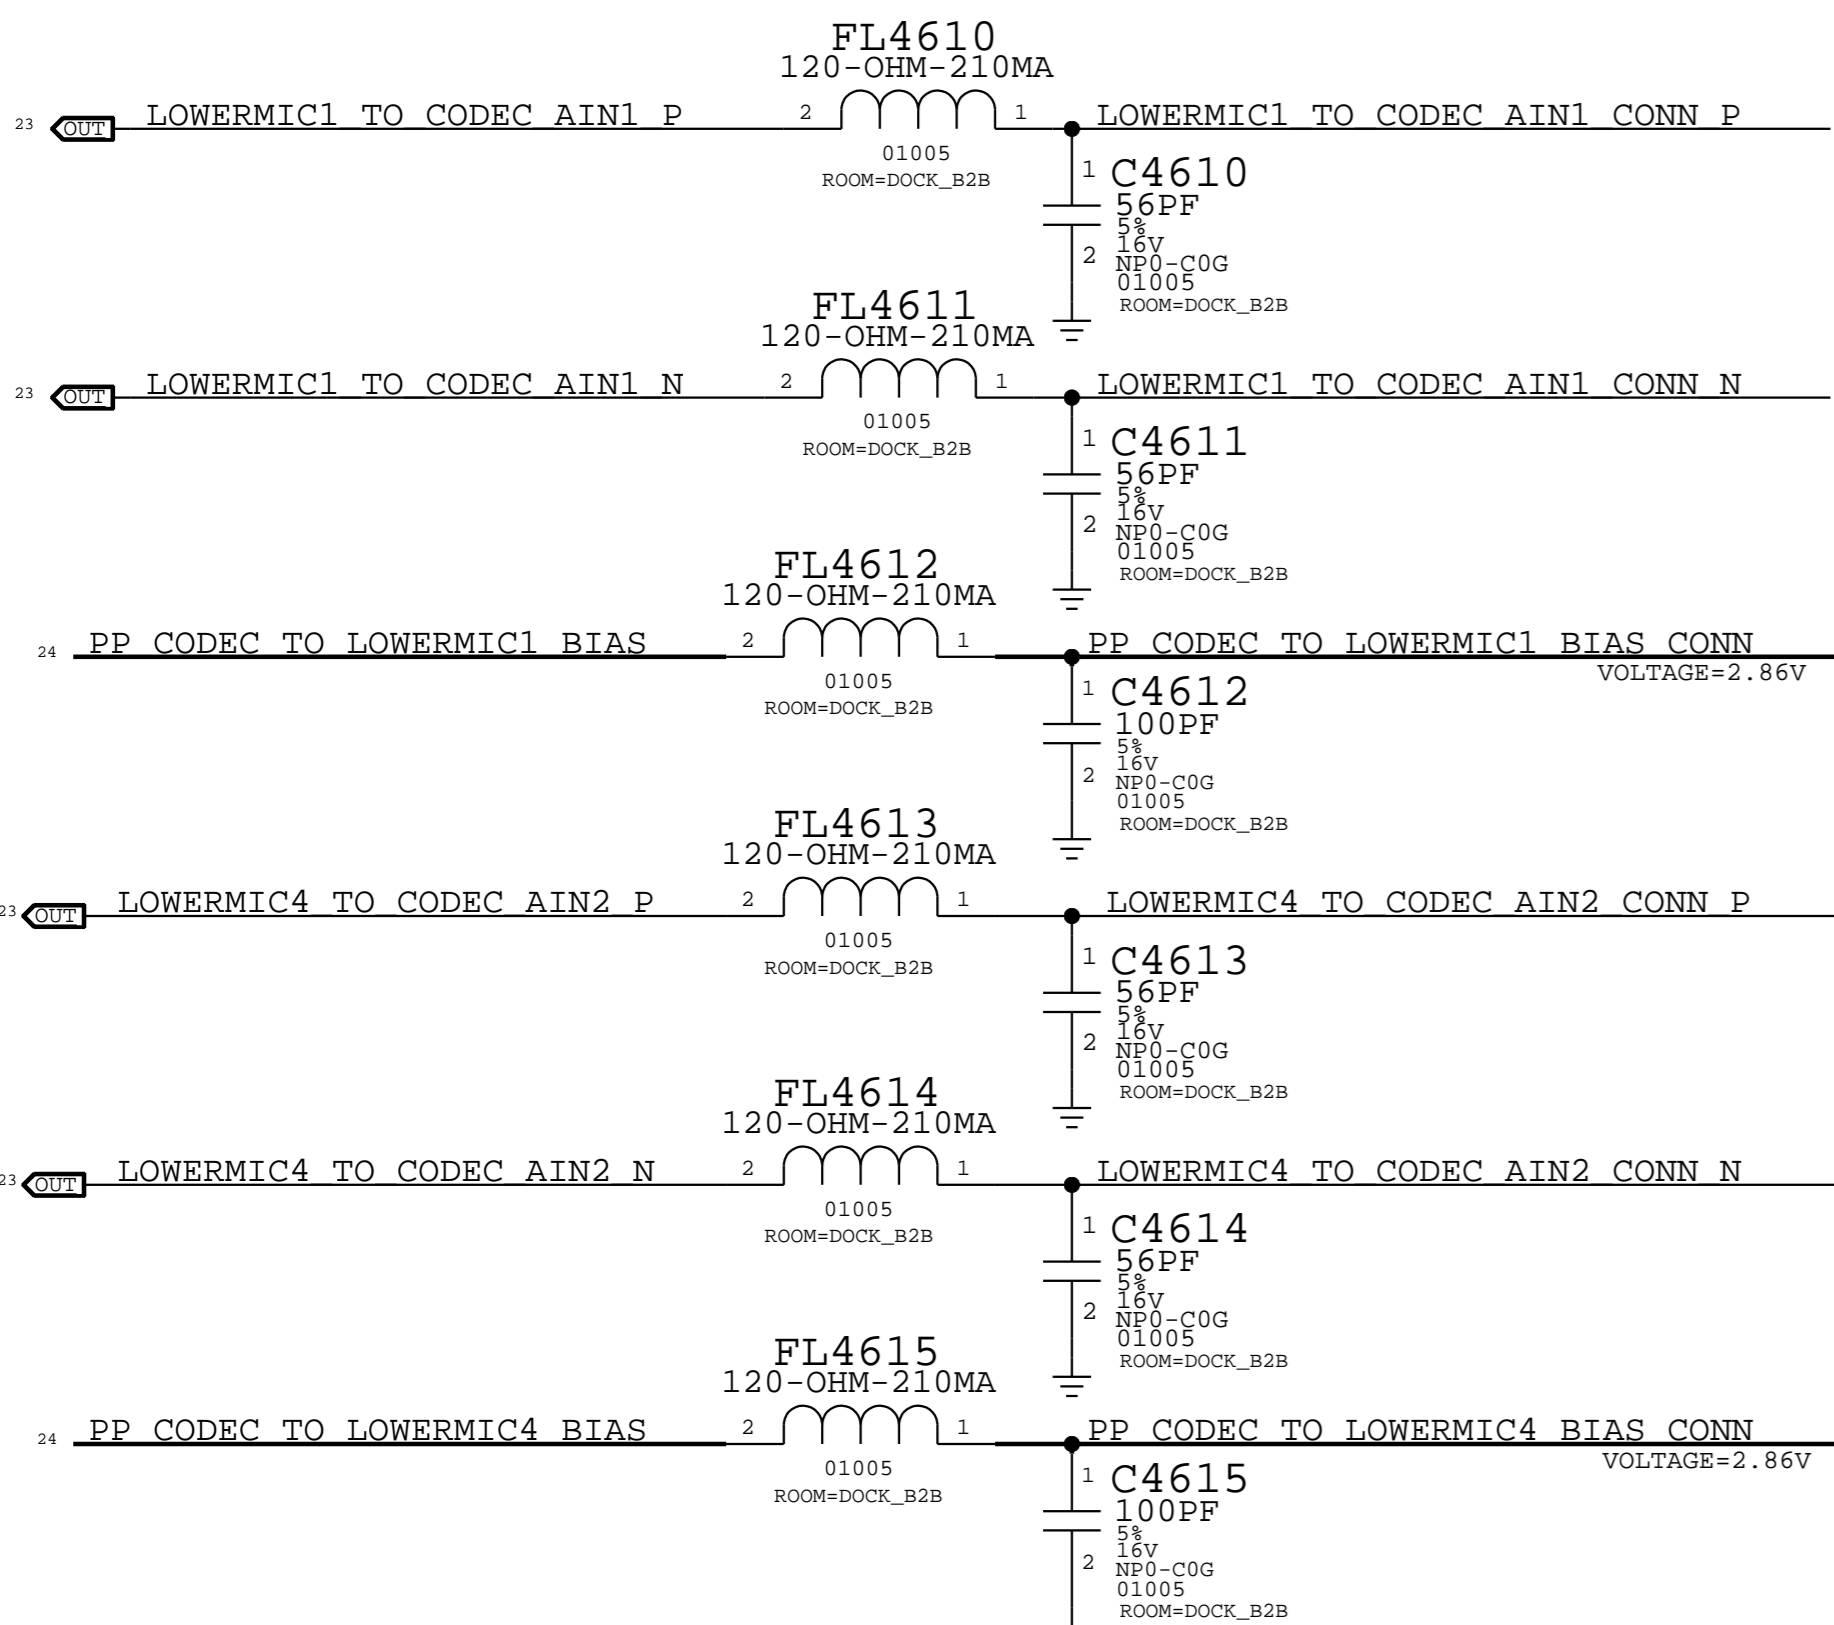 FL4610
120-OHM-210MA
23 OUT LOWERMIC1_TO_CODEC_AIN1_P 2 1 LOWERMIC1_TO_CODEC_AIN1_CONN_P
01005
ROOM=DOCK_B2B
1 C4610
56PF
5%
16V
2 NP0-C0G
01005
ROOM=DOCK_B2B
FL4611
120-OHM-210MA
23 OUT LOWERMIC1_TO_CODEC_AIN1_N 2 1 LOWERMIC1_TO_CODEC_AIN1_CONN_N
01005
ROOM=DOCK_B2B
1 C4611
56PF
5%
16V
2 NP0-C0G
01005
ROOM=DOCK_B2B
FL4612
120-OHM-210MA
24 PP_CODEC_TO_LOWERMIC1_BIAS 2 1 PP_CODEC_TO_LOWERMIC1_BIAS_CONN
VOLTAGE=2.86V
01005
ROOM=DOCK_B2B
1 C4612
100PF
5%
16V
2 NP0-C0G
01005
ROOM=DOCK_B2B
FL4613
120-OHM-210MA
23 OUT LOWERMIC4_TO_CODEC_AIN2_P 2 1 LOWERMIC4_TO_CODEC_AIN2_CONN_P
01005
ROOM=DOCK_B2B
1 C4613
56PF
5%
16V
2 NP0-C0G
01005
ROOM=DOCK_B2B
FL4614
120-OHM-210MA
23 OUT LOWERMIC4_TO_CODEC_AIN2_N 2 1 LOWERMIC4_TO_CODEC_AIN2_CONN_N
01005
ROOM=DOCK_B2B
1 C4614
56PF
5%
16V
2 NP0-C0G
01005
ROOM=DOCK_B2B
FL4615
120-OHM-210MA
24 PP_CODEC_TO_LOWERMIC4_BIAS 2 1 PP_CODEC_TO_LOWERMIC4_BIAS_CONN
VOLTAGE=2.86V
01005
ROOM=DOCK_B2B
1 C4615
100PF
5%
16V
2 NP0-C0G
01005
ROOM=DOCK_B2B